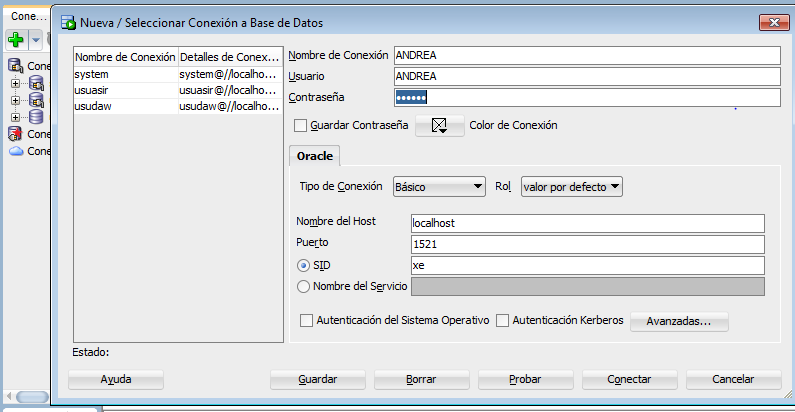 Nueva / Seleccionar Conexión a Base de Datos
Cone...
Cone
Cone
Cone
Nombre de Conexión Detalles de Conex...
system system@//localho...
usuasir usuasir@//localho...
usudaw usudaw@//localho...
Nombre de Conexión ANDREA
Usuario ANDREA
Contraseña ••••••
Guardar Contraseña Color de Conexión
Oracle
Tipo de Conexión Básico Rol valor por defecto
Nombre del Host localhost
Puerto 1521
SID xe
Nombre del Servicio
Autenticación del Sistema Operativo Autenticación Kerberos Avanzadas...
Estado:
Ayuda Guardar Borrar Probar Conectar Cancelar